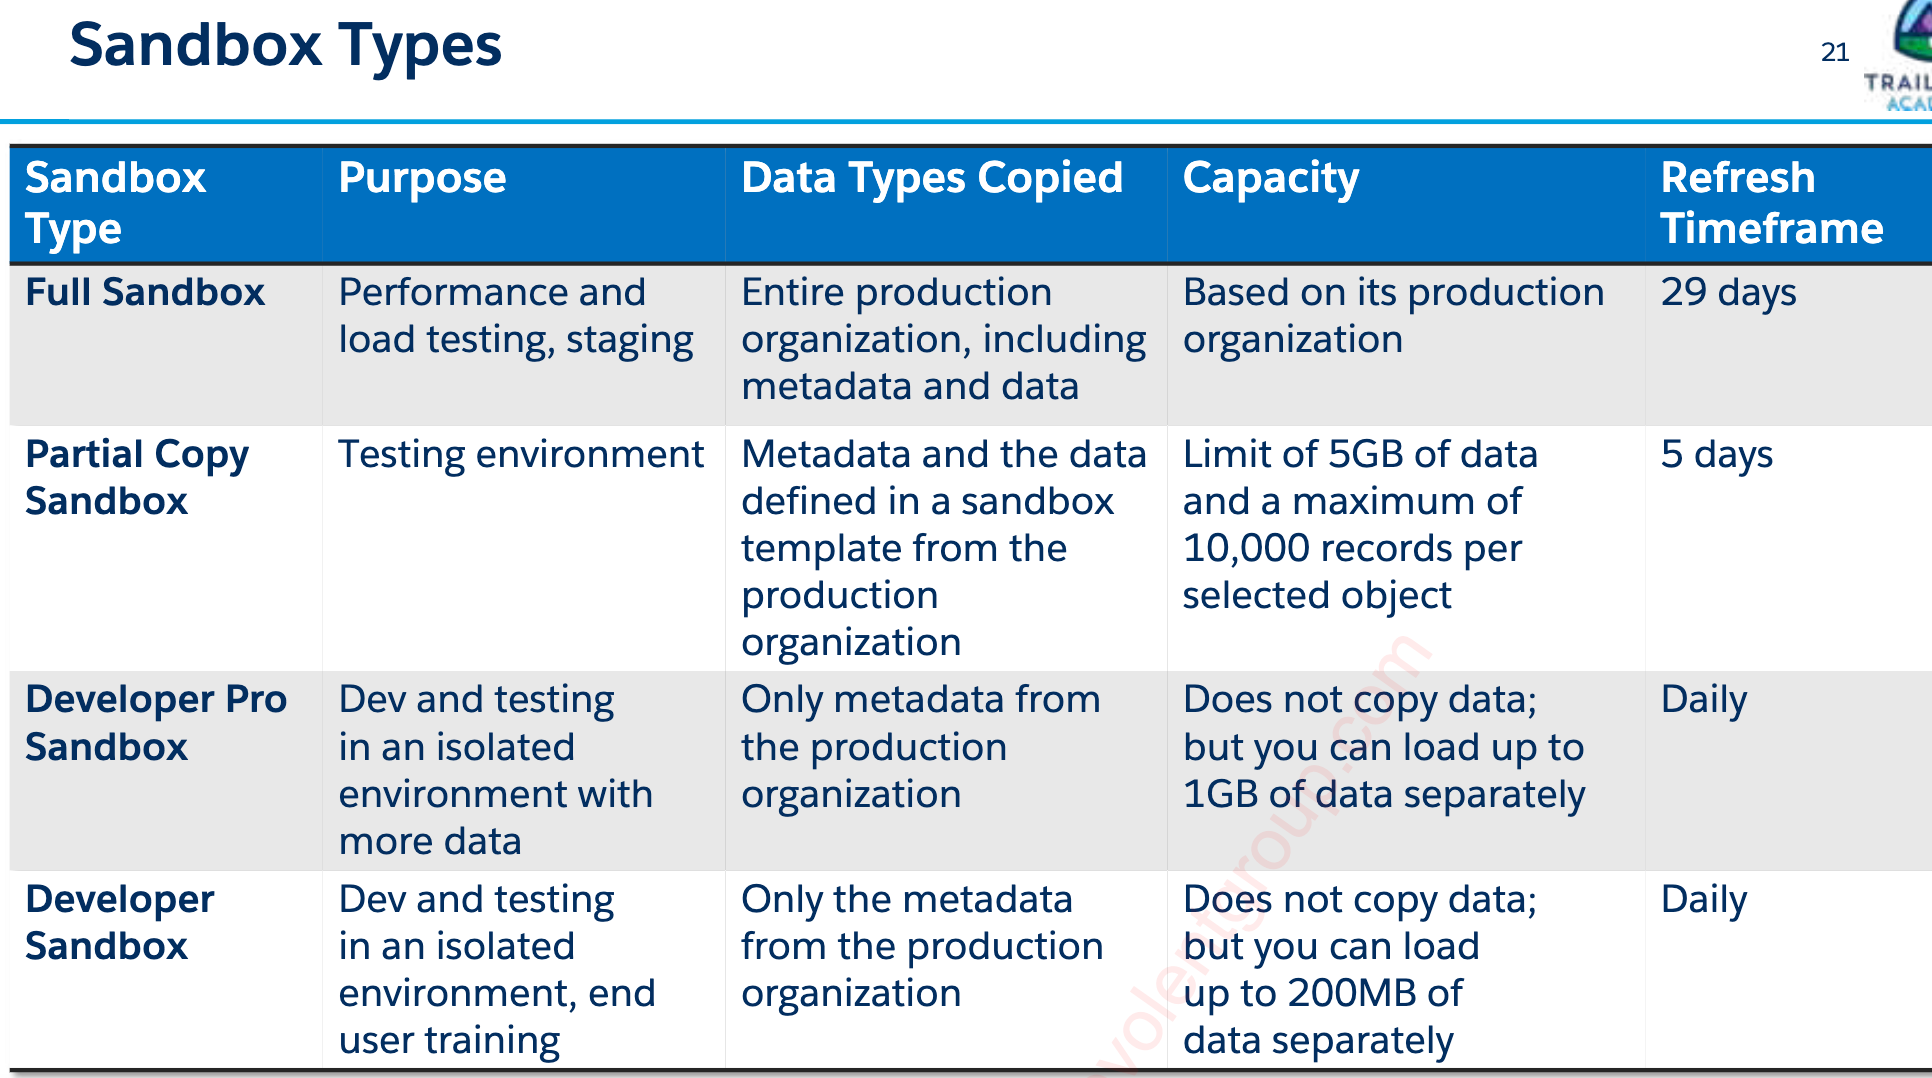 Sandbox Types
21
Sandbox
Type
Purpose
Data Types Copied
Capacity
Refresh
Timeframe
Full Sandbox
Performance and
load testing, staging
Entire production
organization, including
metadata and data
Based on its production
organization
29 days
Partial Copy
Sandbox
Testing environment
Metadata and the data
defined in a sandbox
template from the
production
organization
Limit of 5GB of data
and a maximum of
10,000 records per
selected object
5 days
Developer Pro
Sandbox
Dev and testing
in an isolated
environment with
more data
Only metadata from
the production
organization
Does not copy data;
but you can load up to
1GB of data separately
Daily
Developer
Sandbox
Dev and testing
in an isolated
environment, end
user training
Only the metadata
from the production
organization
Does not copy data;
but you can load
up to 200MB of
data separately
Daily
volentgroup.com